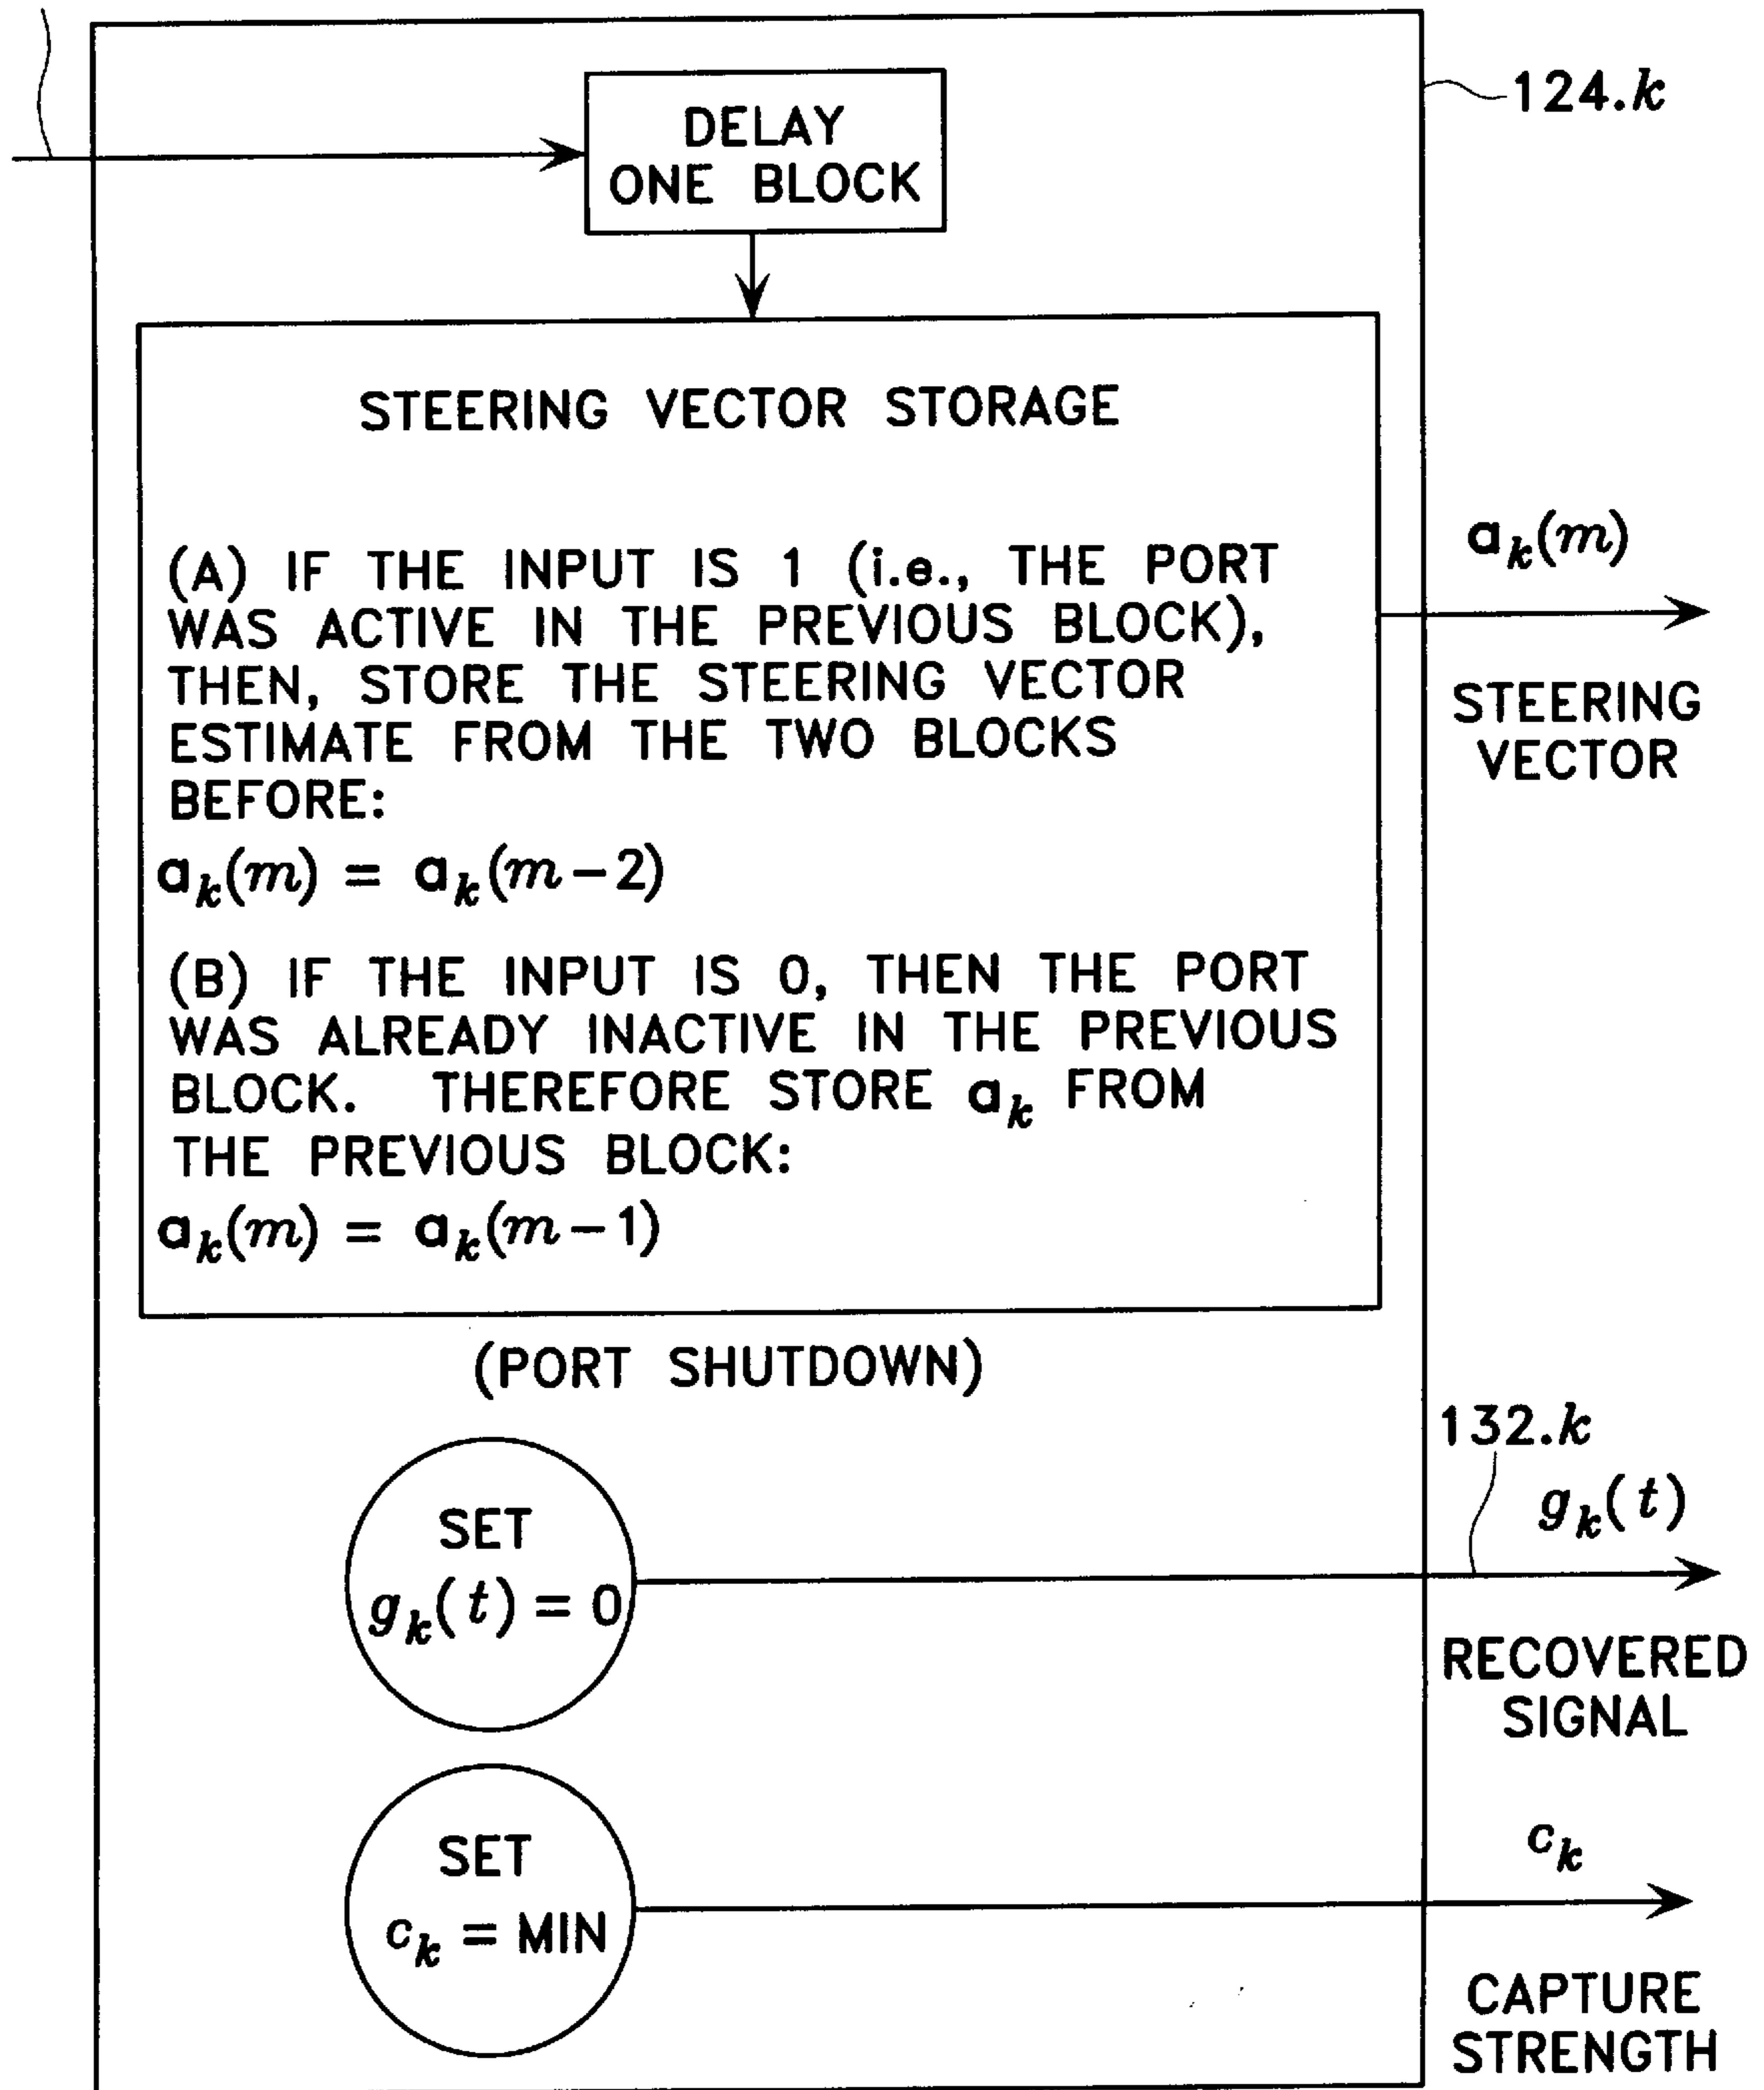 124.k
DELAY
ONE BLOCK
STEERING VECTOR STORAGE
(A) IF THE INPUT IS 1 (i.e., THE PORT
WAS ACTIVE IN THE PREVIOUS BLOCK),
THEN, STORE THE STEERING VECTOR
ESTIMATE FROM THE TWO BLOCKS
BEFORE:
a_k(m) = a_k(m-2)
(B) IF THE INPUT IS 0, THEN THE PORT
WAS ALREADY INACTIVE IN THE PREVIOUS
BLOCK. THEREFORE STORE a_k FROM
THE PREVIOUS BLOCK:
a_k(m) = a_k(m-1)
a_k(m)
STEERING
VECTOR
(PORT SHUTDOWN)
132.k
SET
g_k(t) = 0
g_k(t)
RECOVERED
SIGNAL
SET
c_k = MIN
c_k
CAPTURE
STRENGTH